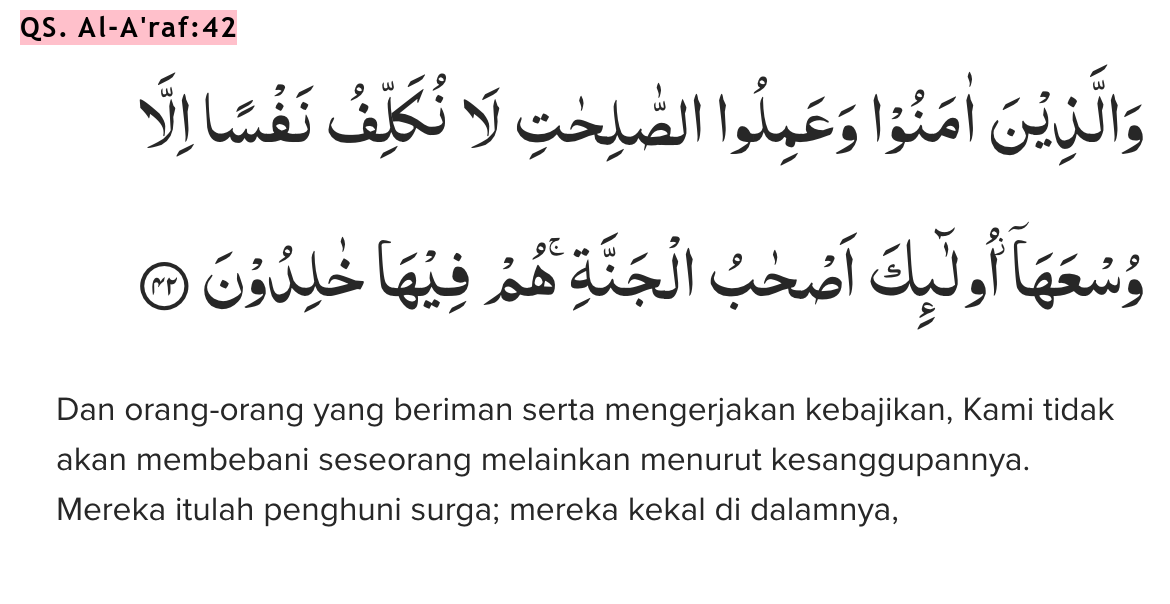 QS. Al-A'raf:42
وَالَّذِيْنَ اٰمَنُوْا وَعَمِلُوا الصّٰلِحٰتِ لَا نُكَلِّفُ نَفْسًا اِلَّا
وُسْعَهَآ ۖاُولٰۤىِٕكَ اَصْحٰبُ الْجَنَّةِۚ هُمْ فِيْهَا خٰلِدُوْنَ ٤٢
Dan orang-orang yang beriman serta mengerjakan kebajikan, Kami tidak
akan membebani seseorang melainkan menurut kesanggupannya.
Mereka itulah penghuni surga; mereka kekal di dalamnya,